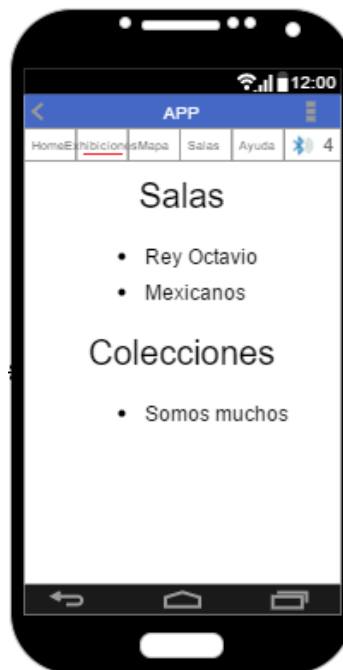 12:00
APP
Home Exhibiciones Mapa Salas Ayuda 4
Salas
• Rey Octavio
• Mexicanos
Colecciones
• Somos muchos